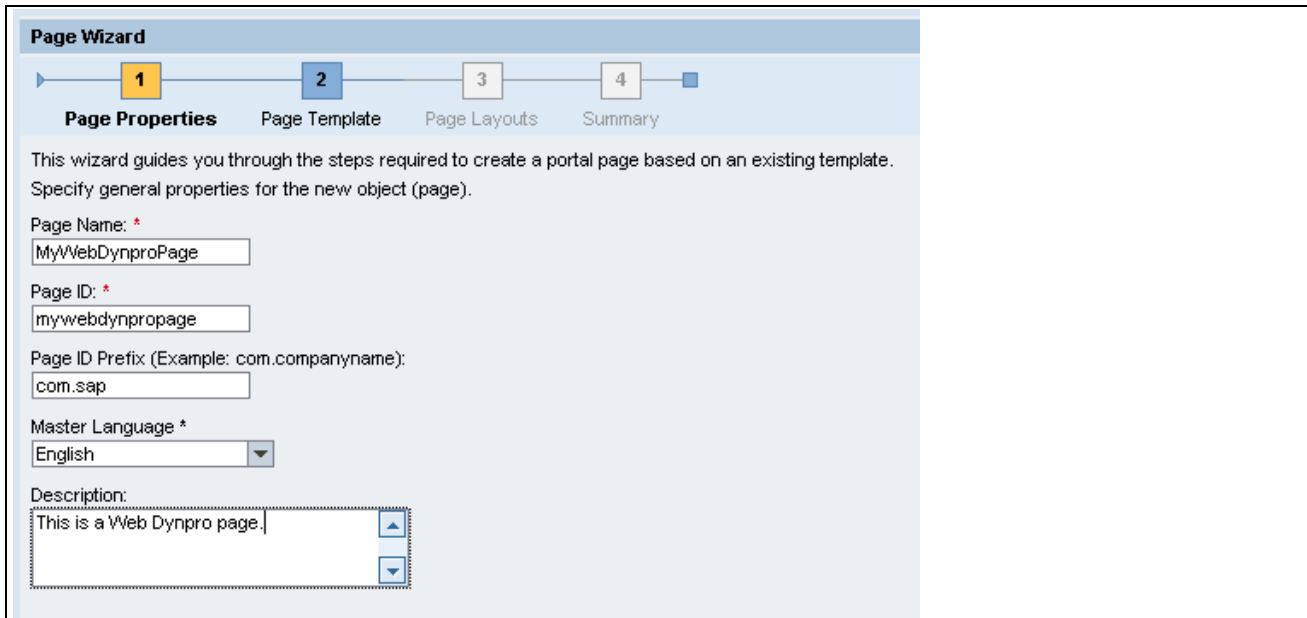 Page Wizard
1 2 3 4
Page Properties Page Template Page Layouts Summary
This wizard guides you through the steps required to create a portal page based on an existing template.
Specify general properties for the new object (page).
Page Name: *
MyWebDynproPage
Page ID: *
mywebdynpropage
Page ID Prefix (Example: com.companyname):
com.sap
Master Language *
English
Description:
This is a Web Dynpro page.